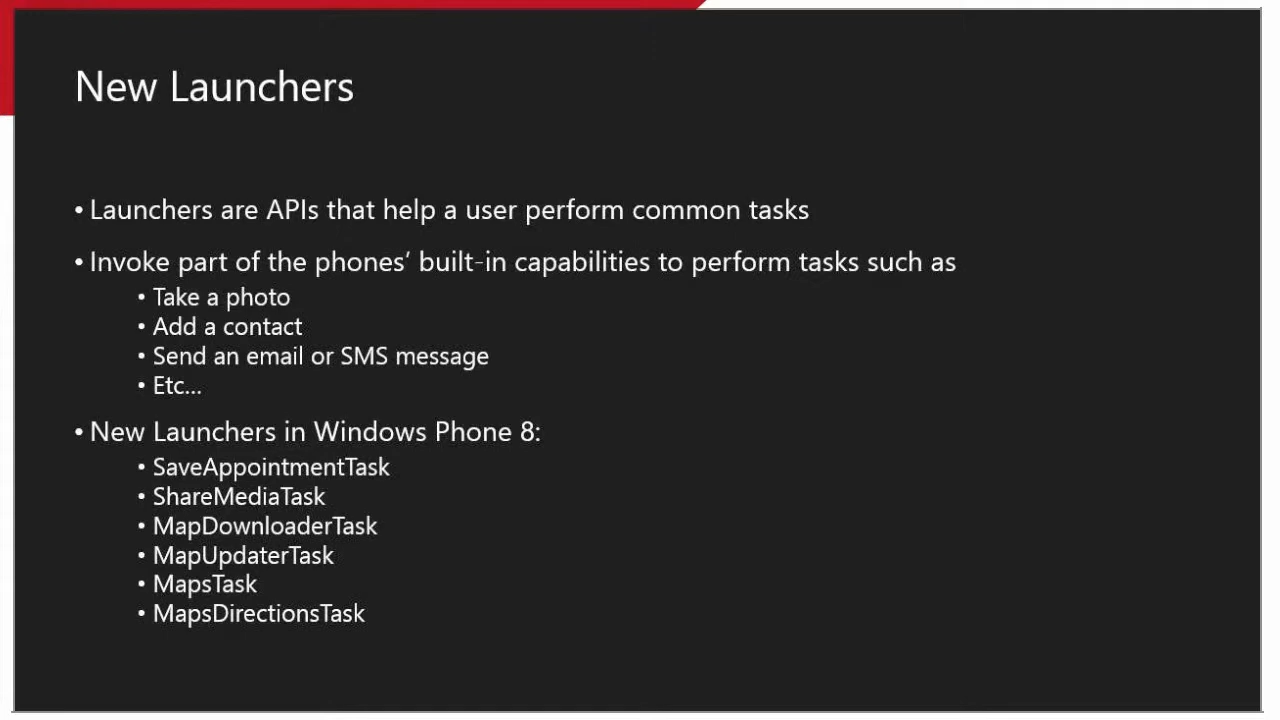 New Launchers
• Launchers are APIs that help a user perform common tasks
• Invoke part of the phones’ built-in capabilities to perform tasks such as
• Take a photo
• Add a contact
• Send an email or SMS message
• Etc...
• New Launchers in Windows Phone 8:
• SaveAppointmentTask
• ShareMediaTask
• MapDownloaderTask
• MapUpdaterTask
• MapsTask
• MapsDirectionsTask